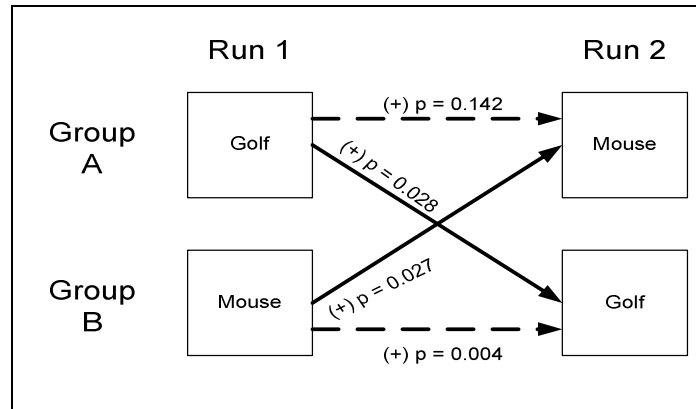 Run 1
Run 2
(+) p = 0.142
Group
A
Golf
Mouse
(+) p = 0.028
Group
B
Mouse
(+) p = 0.027
Golf
(+) p = 0.004